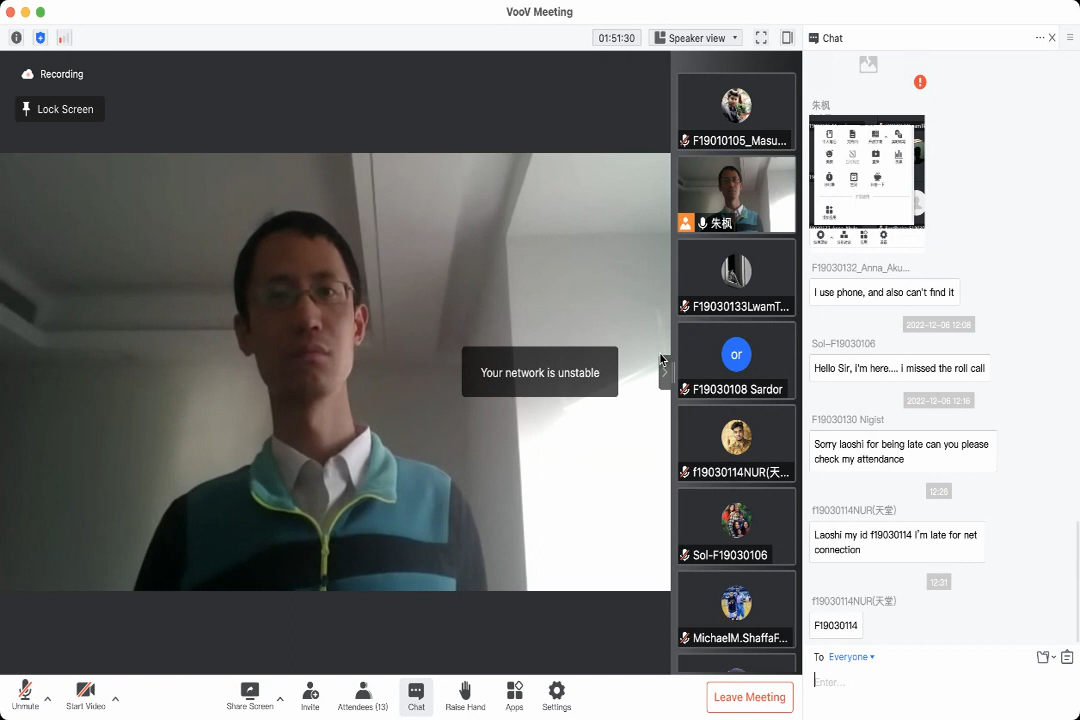 VooV Meeting
01:51:30
Speaker view
Chat
Recording
Lock Screen
Your network is unstable
F19010105_Masu...
朱枫
F19030133LwamT...
or
F19030108 Sardor
f19030114NUR(天...
Sol-F19030106
MichaelM.ShaffaF...
朱枫
F19030132_Anna_Aku...
I use phone, and also can't find it
2022-12-06 12:08
Sol-F19030106
Hello Sir, i'm here.... i missed the roll call
2022-12-06 12:16
F19030130 Nigist
Sorry laoshi for being late can you please
check my attendance
12:26
f19030114NUR(天堂)
Laoshi my id f19030114 I'm late for net
connection
12:31
f19030114NUR(天堂)
F19030114
To Everyone
Enter...
Unmute
Start Video
Share Screen
Invite
Attendees (13)
Chat
Raise Hand
Apps
Settings
Leave Meeting